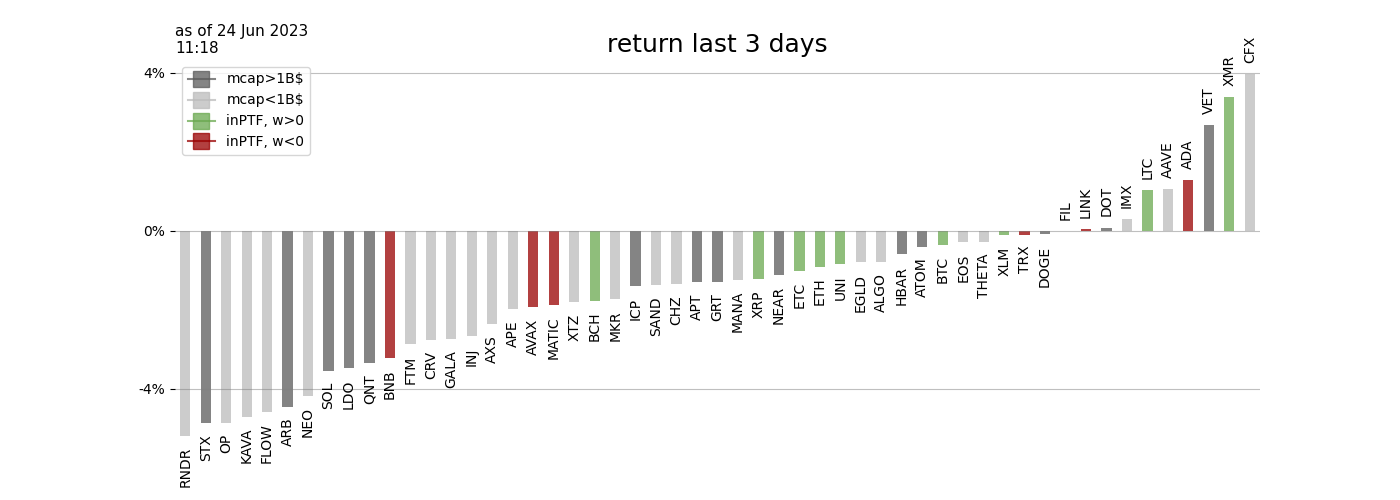 as of 24 Jun 2023
11:18
return last 3 days
mcap>1B$
mcap<1B$
inPTF, w>0
inPTF, w<0
4%
0%
-4%
RNDR
STX
OP
KAVA
FLOW
ARB
NEO
SOL
LDO
QNT
BNB
FTM
CRV
GALA
INJ
AXS
APE
AVAX
MATIC
XTZ
BCH
MKR
ICP
SAND
CHZ
APT
GRT
MANA
XRP
NEAR
ETC
ETH
UNI
EGLD
ALGO
HBAR
ATOM
BTC
EOS
THETA
XLM
TRX
DOGE
FIL
LINK
DOT
IMX
LTC
AAVE
ADA
VET
XMR
CFX